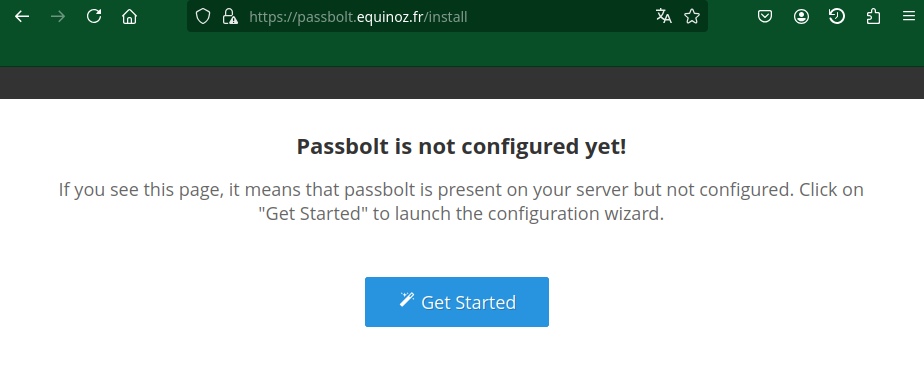 https://passbolt.equinoz.fr/install
Passbolt is not configured yet!
If you see this page, it means that passbolt is present on your server but not configured. Click on
"Get Started" to launch the configuration wizard.
Get Started